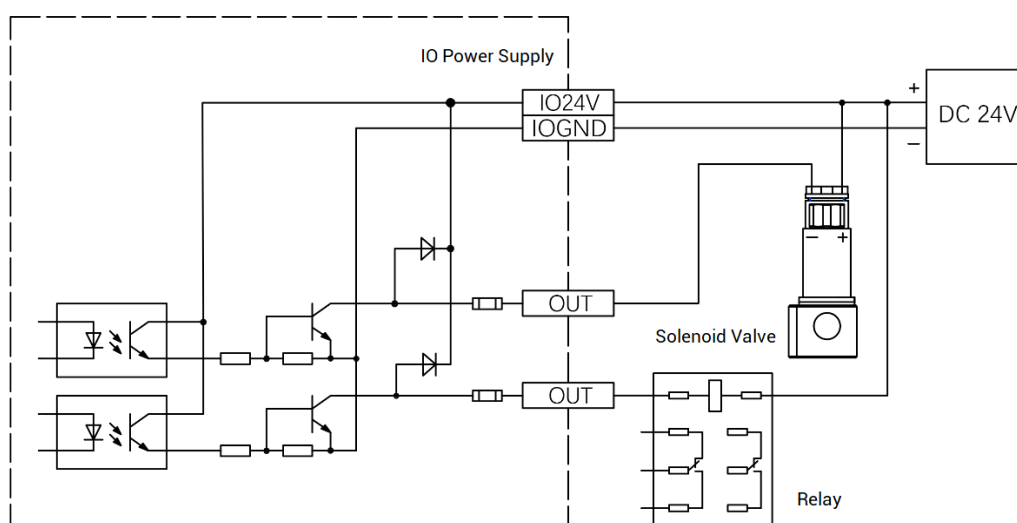 IO Power Supply
IO24V
+
DC 24V
IOGND
−
− +
OUT
Solenoid Valve
OUT
Relay